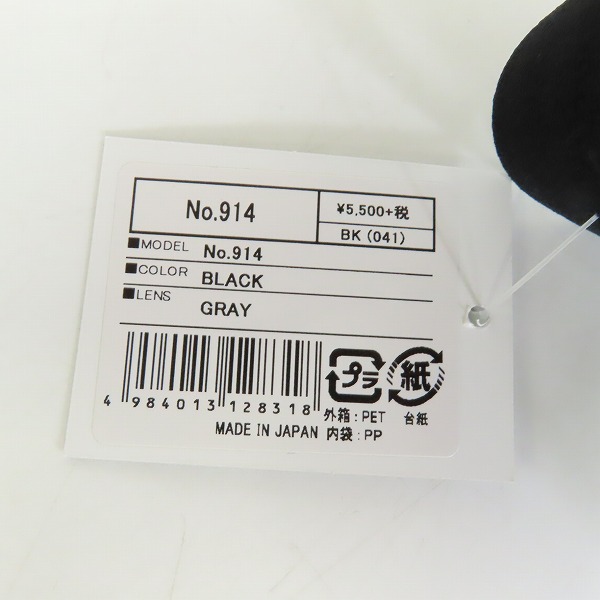 No.914
¥5,500+税
BK (041)
■MODEL No.914
■COLOR BLACK
■LENS GRAY
4 984013 128318
プラ 紙
外箱:PET 台紙
MADE IN JAPAN 内袋:PP